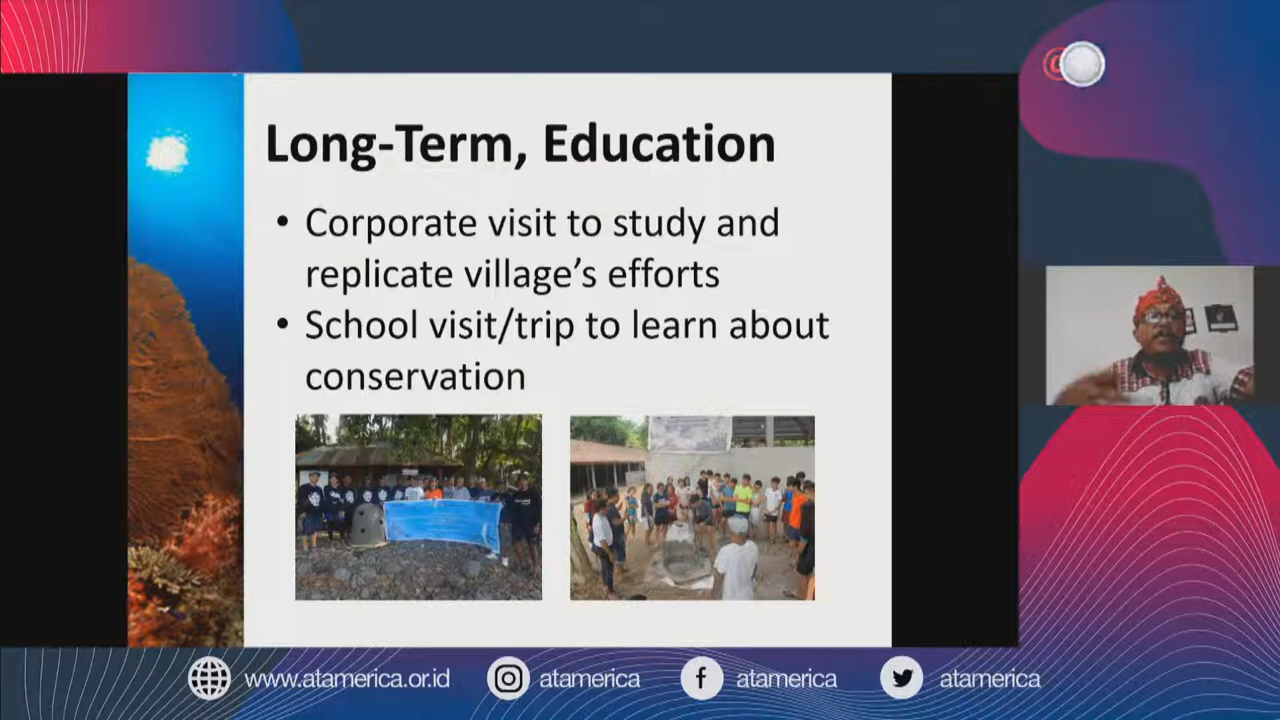 Long-Term, Education
• Corporate visit to study and
replicate village’s efforts
• School visit/trip to learn about
conservation
www.atamerica.or.id
atamerica
atamerica
atamerica